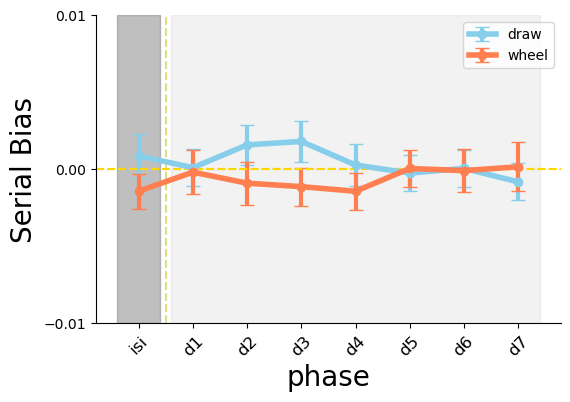 0.01
draw
wheel
Serial Bias
0.00
−0.01
isi
d1
d2
d3
d4
d5
d6
d7
phase